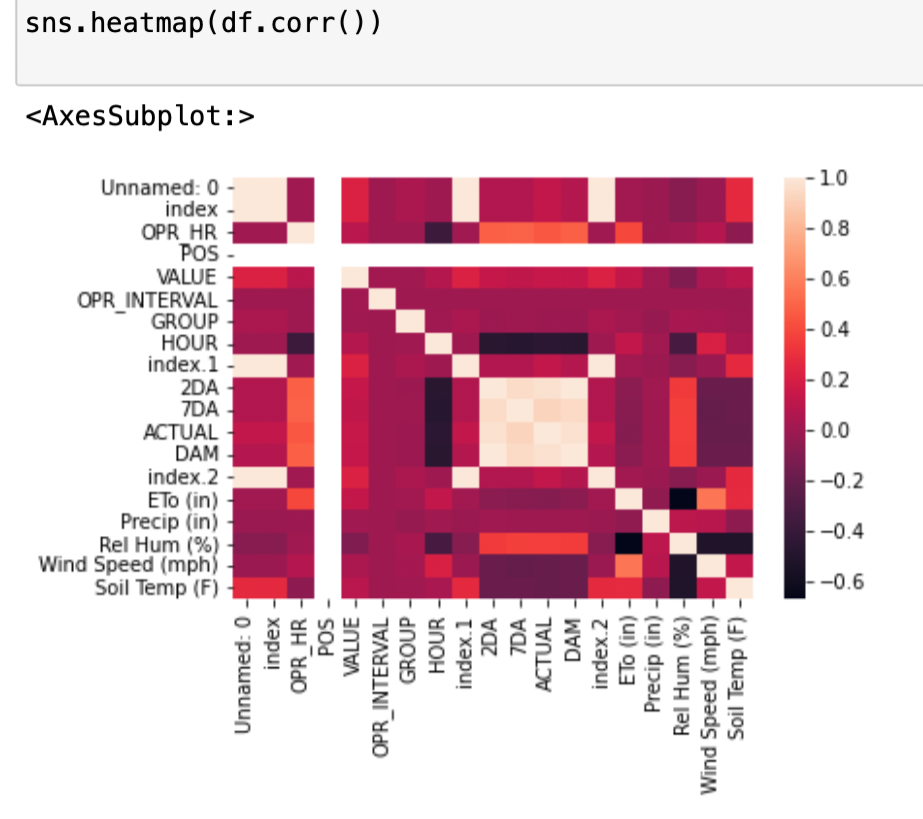 sns.heatmap(df.corr())
<AxesSubplot:>
Unnamed: 0
index
OPR_HR
POS
VALUE
OPR_INTERVAL
GROUP
HOUR
index.1
2DA
7DA
ACTUAL
DAM
index.2
ETo (in)
Precip (in)
Rel Hum (%)
Wind Speed (mph)
Soil Temp (F)
1.0
0.8
0.6
0.4
0.2
0.0
−0.2
−0.4
−0.6
Unnamed: 0
index
OPR_HR
POS
VALUE
OPR_INTERVAL
GROUP
HOUR
index.1
2DA
7DA
ACTUAL
DAM
index.2
ETo (in)
Precip (in)
Rel Hum (%)
Wind Speed (mph)
Soil Temp (F)